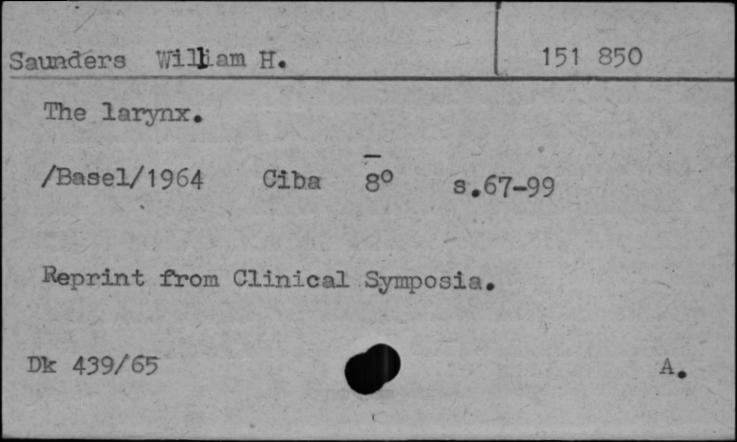 Saunders William H. 151 850
The larynx.
/Basel/1964 Ciba 8° s.67-99
Reprint from Clinical Symposia.
Dk 439/65 A.